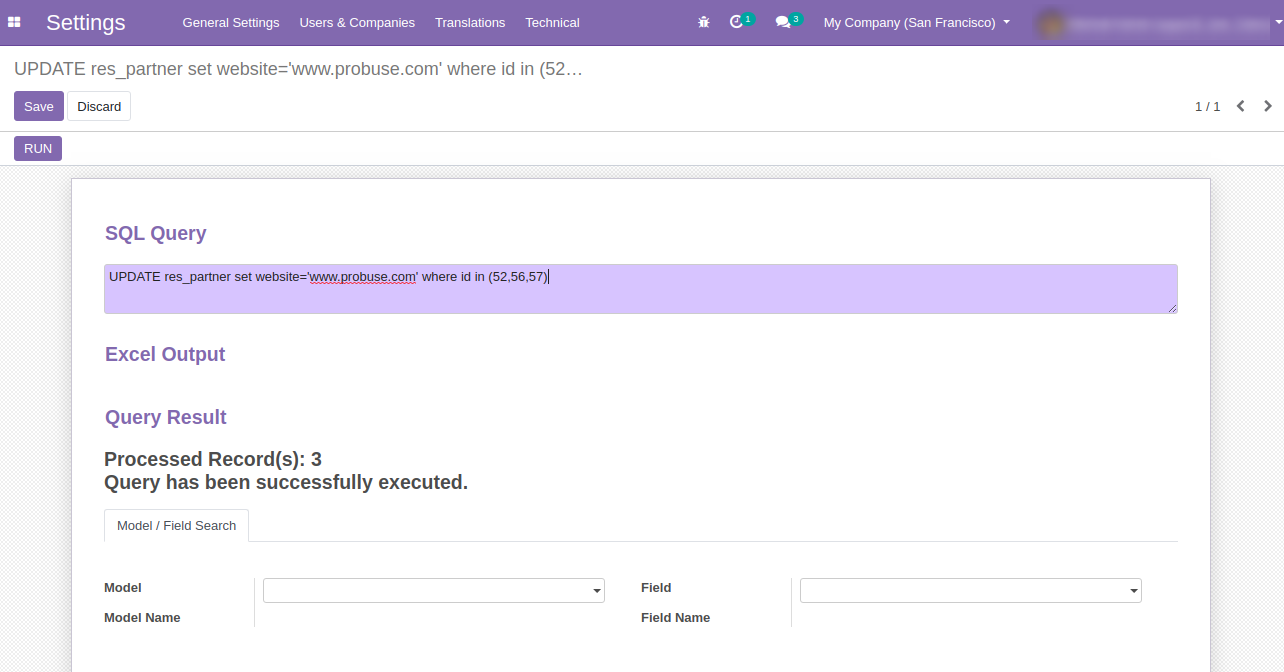 Settings General Settings Users & Companies Translations Technical 1 3 My Company (San Francisco)
UPDATE res_partner set website='www.probuse.com' where id in (52…
Save Discard 1 / 1
RUN
SQL Query
UPDATE res_partner set website='www.probuse.com' where id in (52,56,57)
Excel Output
Query Result
Processed Record(s): 3
Query has been successfully executed.
Model / Field Search
Model Field
Model Name Field Name